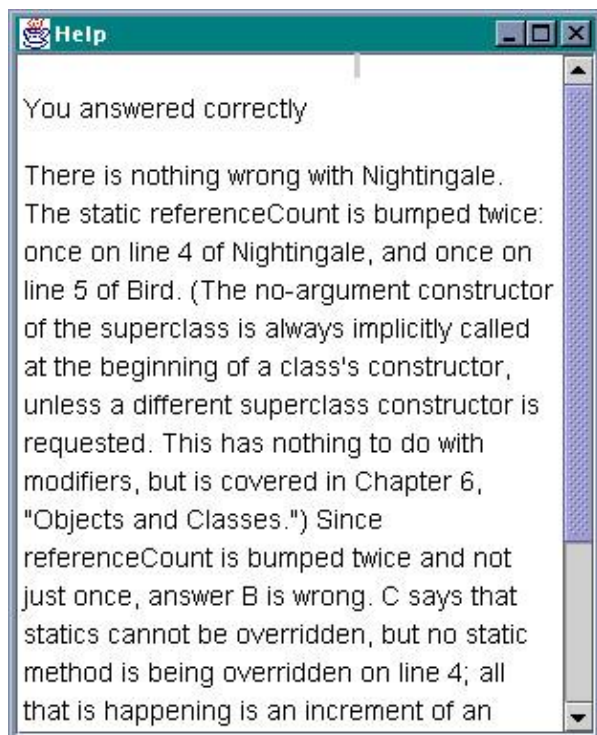 Help
You answered correctly
There is nothing wrong with Nightingale.
The static referenceCount is bumped twice:
once on line 4 of Nightingale, and once on
line 5 of Bird. (The no-argument constructor
of the superclass is always implicitly called
at the beginning of a class's constructor,
unless a different superclass constructor is
requested. This has nothing to do with
modifiers, but is covered in Chapter 6,
"Objects and Classes.") Since
referenceCount is bumped twice and not
just once, answer B is wrong. C says that
statics cannot be overridden, but no static
method is being overridden on line 4; all
that is happening is an increment of an